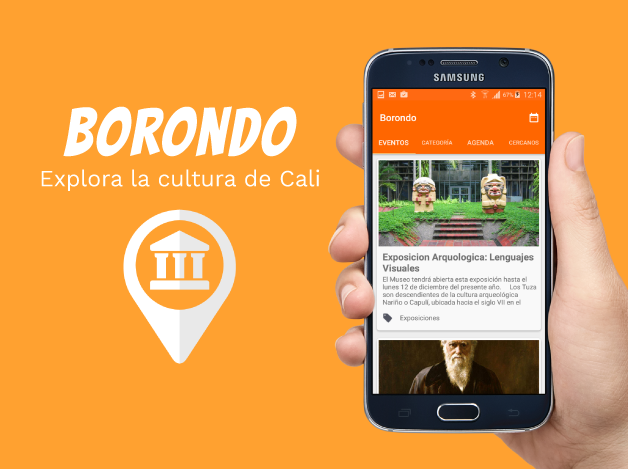 BORONDO
Explora la cultura de Cali
SAMSUNG
67% 12:14
Borondo
EVENTOS CATEGORÍA AGENDA CERCANOS
Exposicion Arqueologica: Lenguajes
Visuales
El Museo tendrá abierta esta exposición hasta el
lunes 12 de diciembre del presente año. Los Tuza
son descendientes de la cultura arqueológica
Nariño o Capulí, ubicada hacia el siglo VII en el
Exposiciones